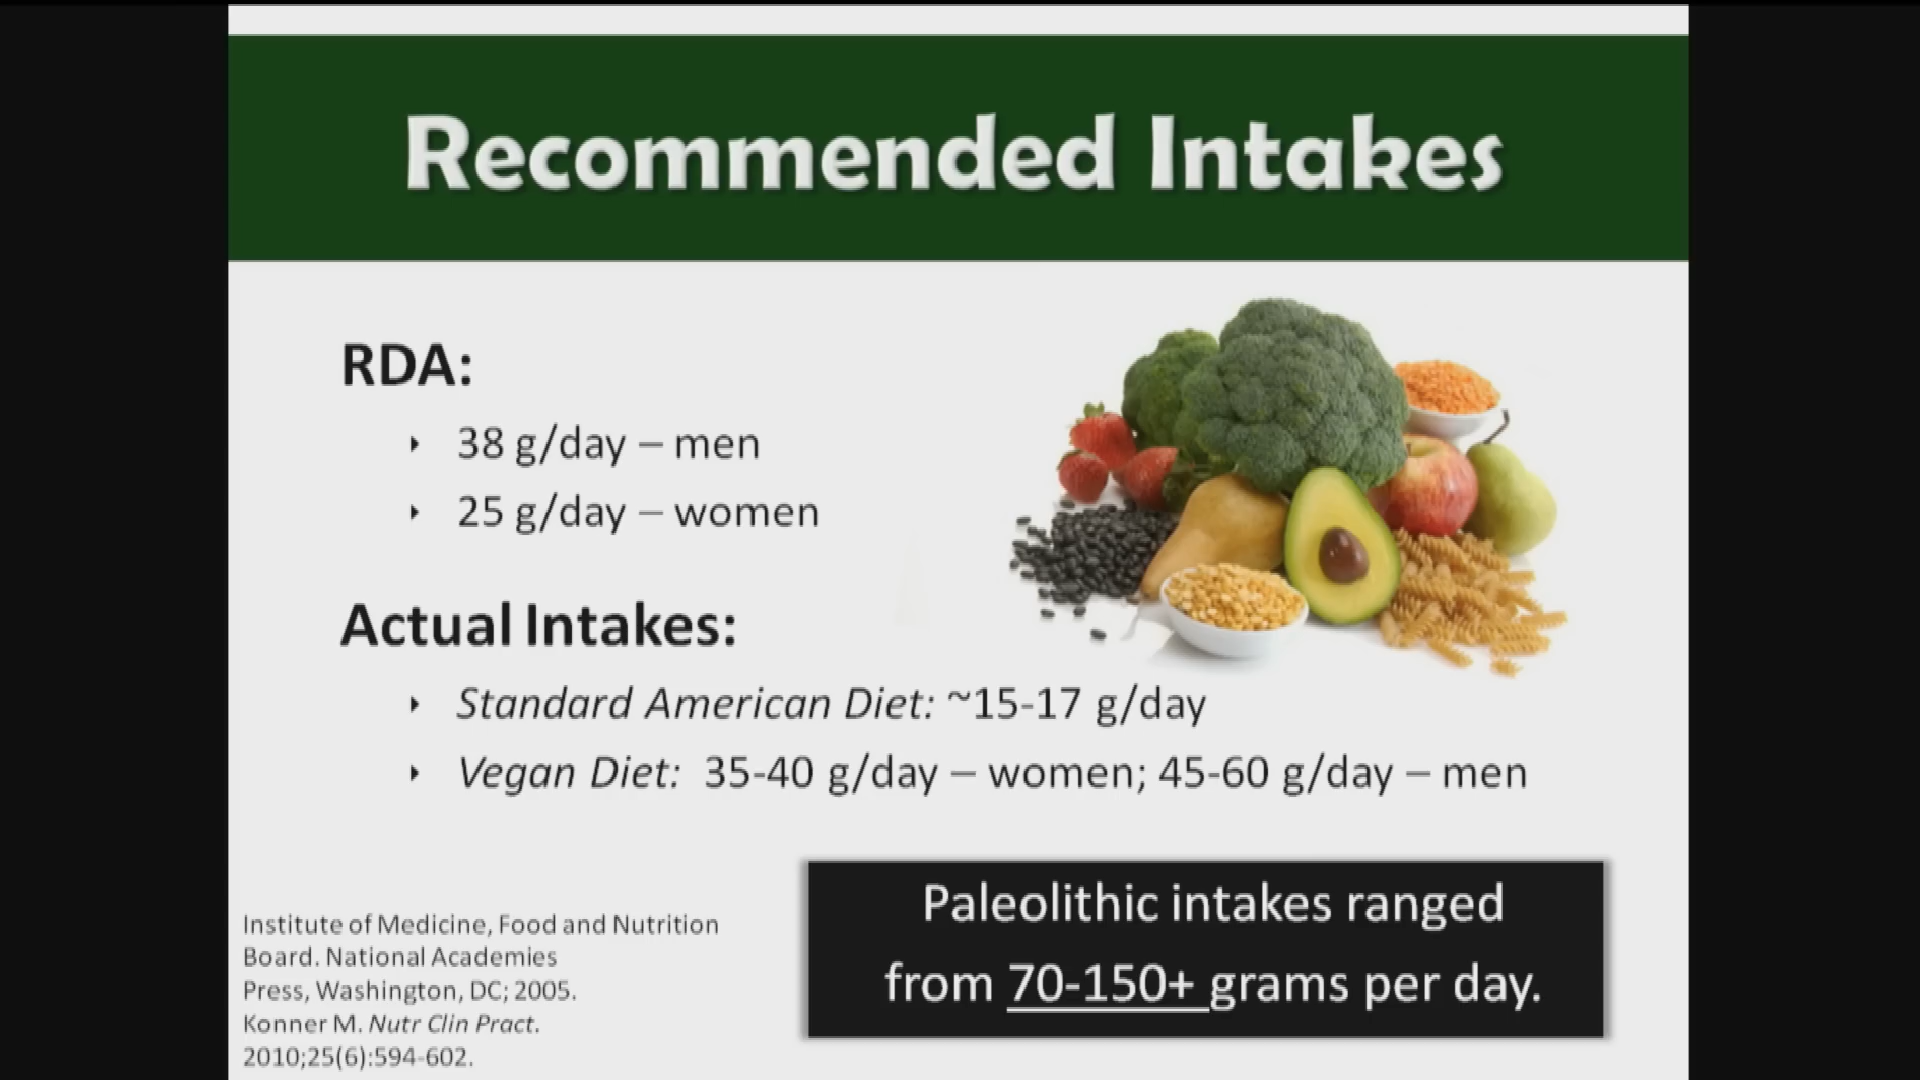 Recommended Intakes
RDA:
‣ 38 g/day – men
‣ 25 g/day – women
Actual Intakes:
‣ Standard American Diet: ~15-17 g/day
‣ Vegan Diet: 35-40 g/day – women; 45-60 g/day – men
Paleolithic intakes ranged
from 70-150+ grams per day.
Institute of Medicine, Food and Nutrition
Board. National Academies
Press, Washington, DC; 2005.
Konner M. Nutr Clin Pract.
2010;25(6):594-602.